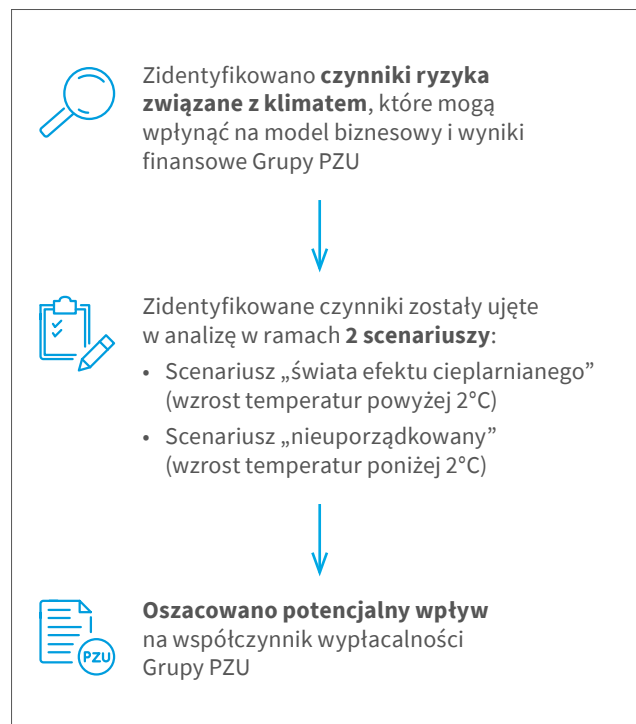 Zidentyfikowano czynniki ryzyka
związane z klimatem, które mogą
wpłynąć na model biznesowy i wyniki
finansowe Grupy PZU
Zidentyfikowane czynniki zostały ujęte
w analizę w ramach 2 scenariuszy:
• Scenariusz „świata efektu cieplarnianego”
(wzrost temperatur powyżej 2°C)
• Scenariusz „nieuporządkowany”
(wzrost temperatur poniżej 2°C)
Oszacowano potencjalny wpływ
na współczynnik wypłacalności
Grupy PZU
PZU